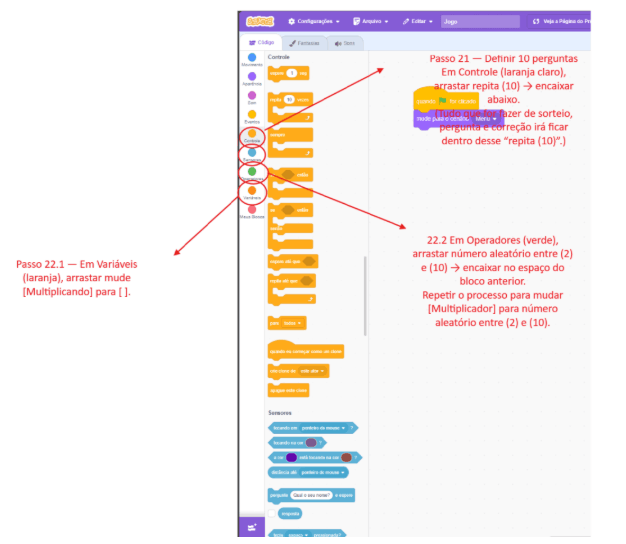 Configurações
Arquivo
Editar
Jogo
Veja a Página do Pro
Código
Fantasias
Sons
Controle
espere 1 seg
repita 10 vezes
sempre
se então
se então
senão
espere até que
repita até que
pare todos
quando eu começar como um clone
crie clone de este ator
apague este clone
Sensores
tocando em ponteiro do mouse ?
tocando na cor ?
a cor está tocando na cor ?
distância até ponteiro do mouse
pergunte Qual o seu nome? e espere
resposta
tecla espaço pressionada?
Movimento
Aparência
Som
Eventos
Controle
Sensores
Operadores
Variáveis
Meus Blocos
quando for clicado
mude para o cenário Menu
Passo 21 — Definir 10 perguntas
Em Controle (laranja claro),
arrastar repita (10) → encaixar
abaixo.
(Tudo que for fazer de sorteio,
pergunta e correção irá ficar
dentro desse “repita (10)”.)
Passo 22.1 — Em Variáveis
(laranja), arrastar mude
[Multiplicando] para [ ].
22.2 Em Operadores (verde),
arrastar número aleatório entre (2)
e (10) → encaixar no espaço do
bloco anterior.
Repetir o processo para mudar
[Multiplicador] para número
aleatório entre (2) e (10).